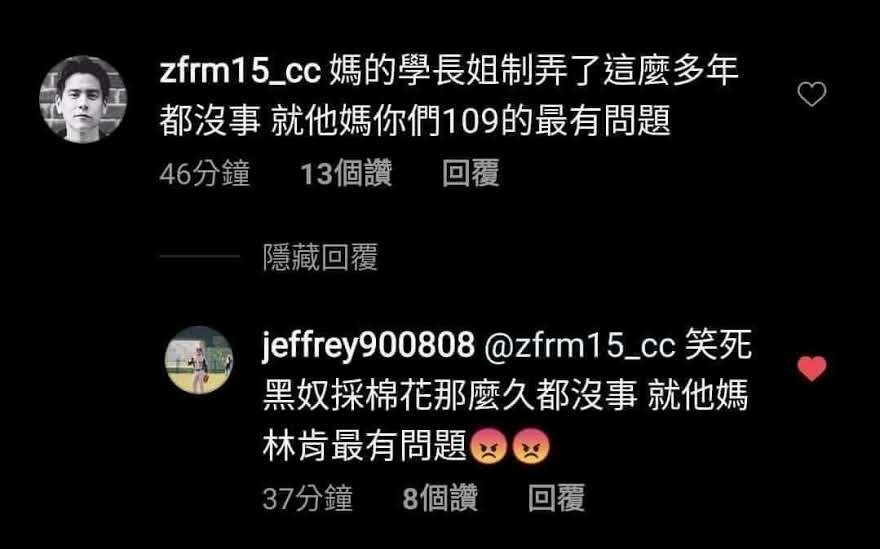 zfrm15_cc 媽的學長姐制弄了這麼多年
都沒事 就他媽你們109的最有問題
46分鐘 13個讚 回覆
隱藏回覆
jeffrey900808 @zfrm15_cc 笑死
黑奴採棉花那麼久都沒事 就他媽
林肯最有問題😡😡
37分鐘 8個讚 回覆